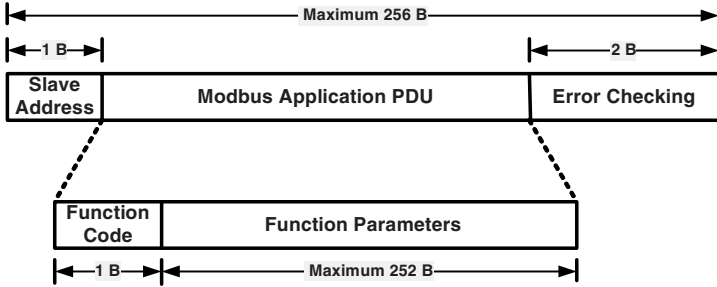 Maximum 256 B
1 B
2 B
Slave
Address
Modbus Application PDU
Error Checking
Function
Code
Function Parameters
1 B
Maximum 252 B